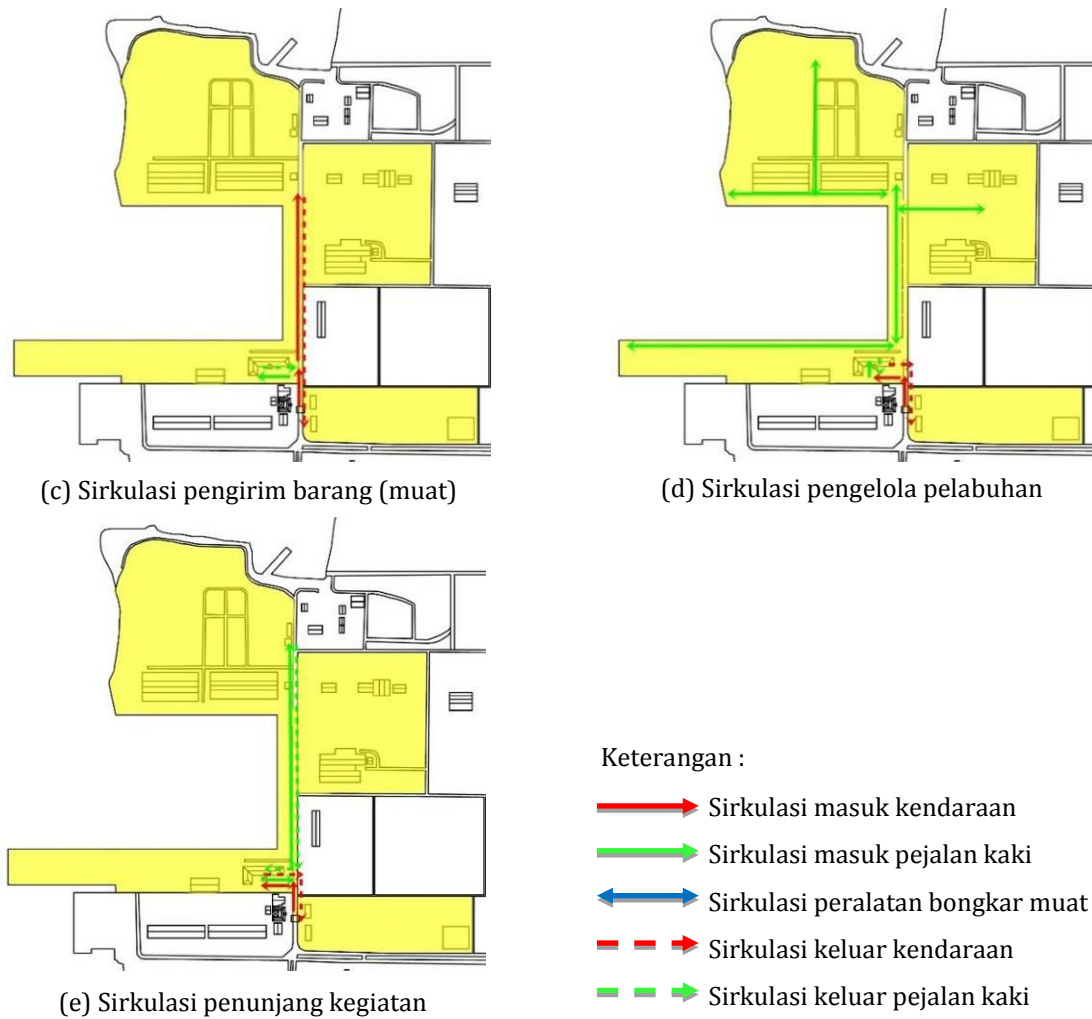 (c) Sirkulasi pengirim barang (muat)
(d) Sirkulasi pengelola pelabuhan
(e) Sirkulasi penunjang kegiatan
Keterangan :
Sirkulasi masuk kendaraan
Sirkulasi masuk pejalan kaki
Sirkulasi peralatan bongkar muat
Sirkulasi keluar kendaraan
Sirkulasi keluar pejalan kaki